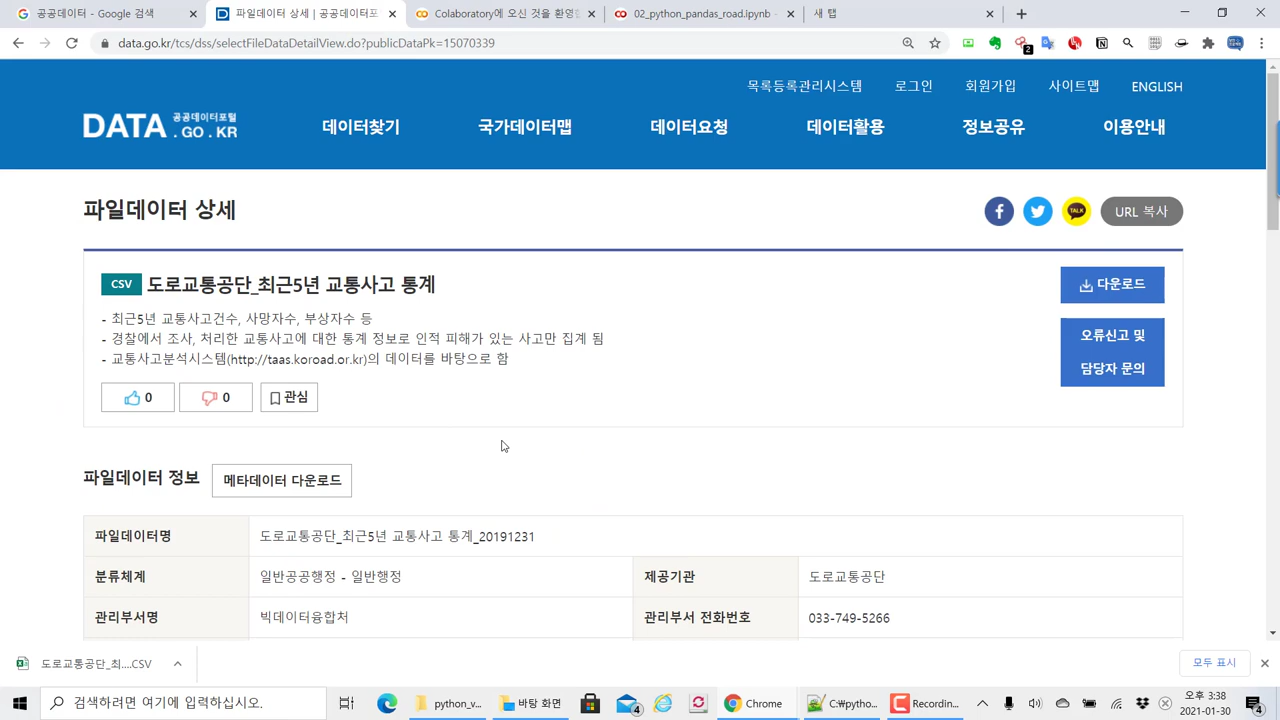 공공데이터 - Google 검색
파일데이터 상세 | 공공데이터포
Colaboratory에 오신 것을 환영한
02_python_pandas_road.ipynb -
새 탭
data.go.kr/tcs/dss/selectFileDataDetailView.do?publicDataPk=15070339
2
목록등록관리시스템 로그인 회원가입 사이트맵 ENGLISH
DATA 공공데이터포털 .GO.KR
데이터찾기 국가데이터맵 데이터요청 데이터활용 정보공유 이용안내
파일데이터 상세
TALK
URL 복사
CSV 도로교통공단_최근5년 교통사고 통계
다운로드
- 최근5년 교통사고건수, 사망자수, 부상자수 등
- 경찰에서 조사, 처리한 교통사고에 대한 통계 정보로 인적 피해가 있는 사고만 집계 됨
- 교통사고분석시스템(http://taas.koroad.or.kr)의 데이터를 바탕으로 함
오류신고 및
담당자 문의
0 0 관심
파일데이터 정보 메타데이터 다운로드
파일데이터명 도로교통공단_최근5년 교통사고 통계_20191231
분류체계 일반공공행정 - 일반행정 제공기관 도로교통공단
관리부서명 빅데이터융합처 관리부서 전화번호 033-749-5266
도로교통공단_최....CSV
모두 표시
검색하려면 여기에 입력하십시오.
python_v...
바탕 화면
4
Chrome
C:\pytho...
Recordin...
오후 3:38
2021-01-30
4